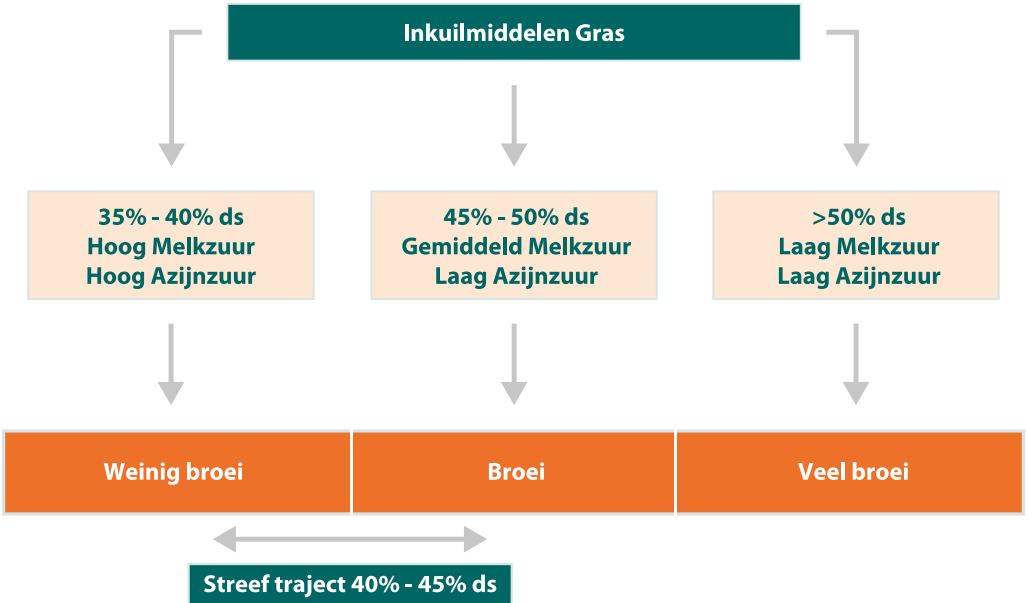 Inkuilmiddelen Gras
35% - 40% ds
Hoog Melkzuur
Hoog Azijnzuur
45% - 50% ds
Gemiddeld Melkzuur
Laag Azijnzuur
>50% ds
Laag Melkzuur
Laag Azijnzuur
Weinig broei
Broei
Veel broei
Streef traject 40% - 45% ds